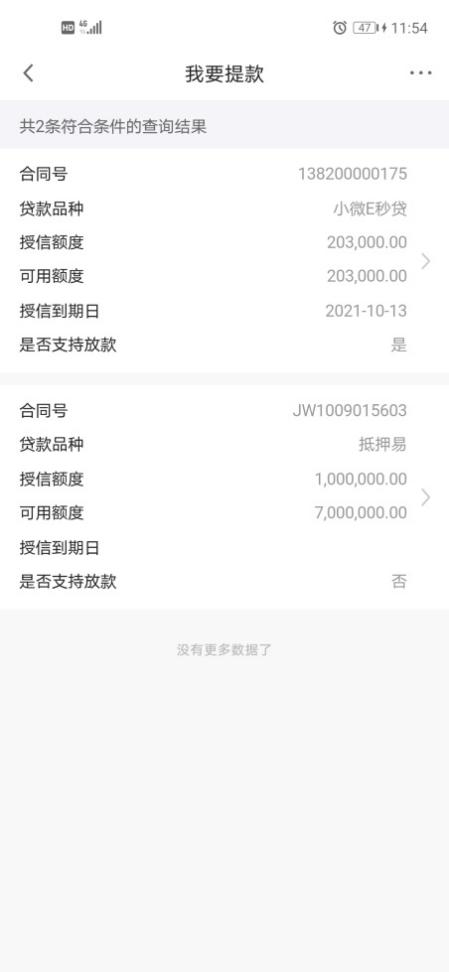 HD 4G 47 11:54
我要提款
共2条符合条件的查询结果
合同号 138200000175
贷款品种 小微E秒贷
授信额度 203,000.00
可用额度 203,000.00
授信到期日 2021-10-13
是否支持放款 是
合同号 JW1009015603
贷款品种 抵押易
授信额度 1,000,000.00
可用额度 7,000,000.00
授信到期日
是否支持放款 否
没有更多数据了